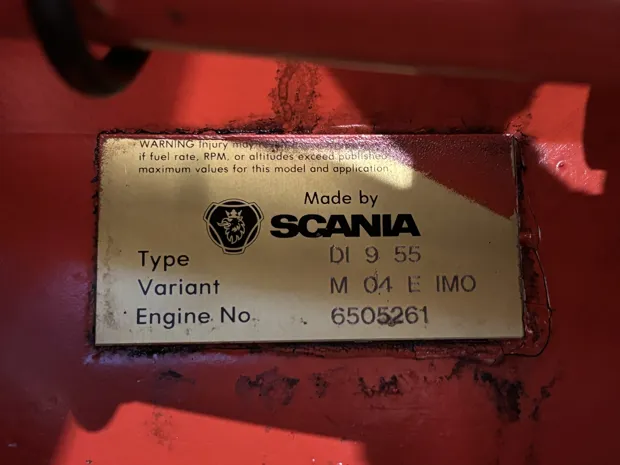 WARNING Injury may
if fuel rate, RPM, or altitudes exceed published
maximum values for this model and application.
Made by
SCANIA
Type DI 9 55
Variant M 04 E IMO
Engine No 6505261